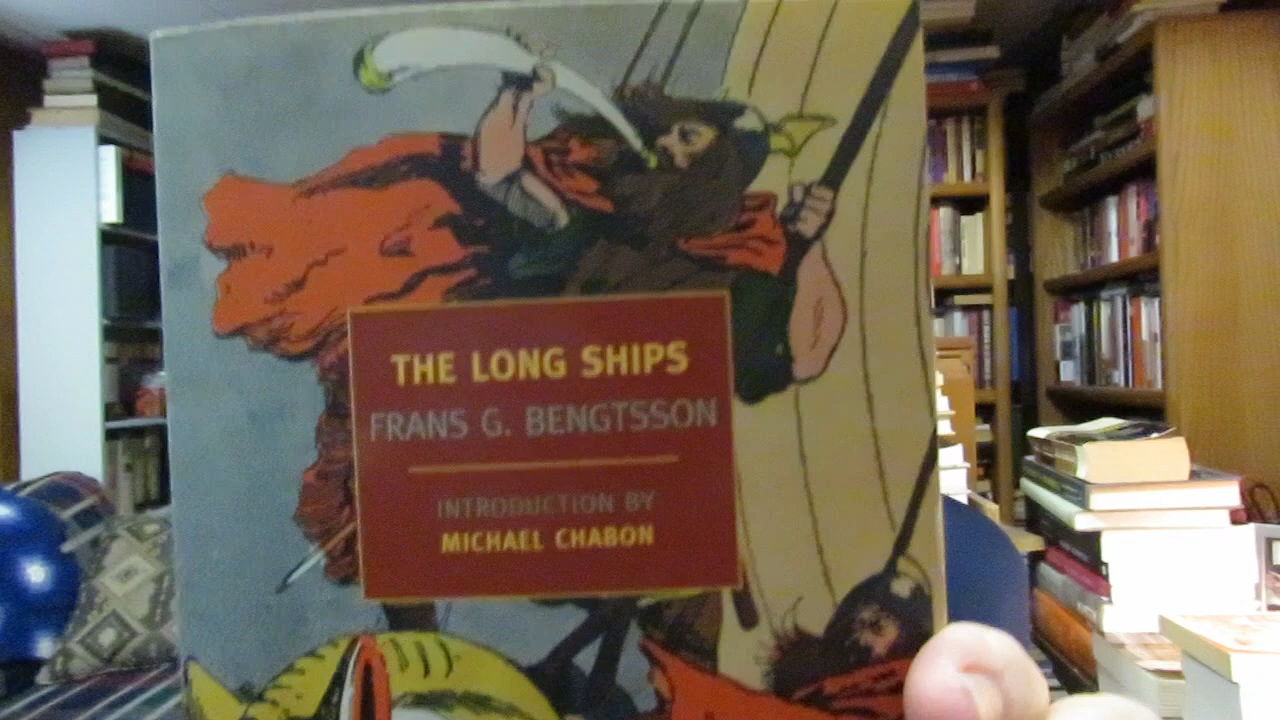 THE LONG SHIPS
FRANS G. BENGTSSON
INTRODUCTION BY
MICHAEL CHABON